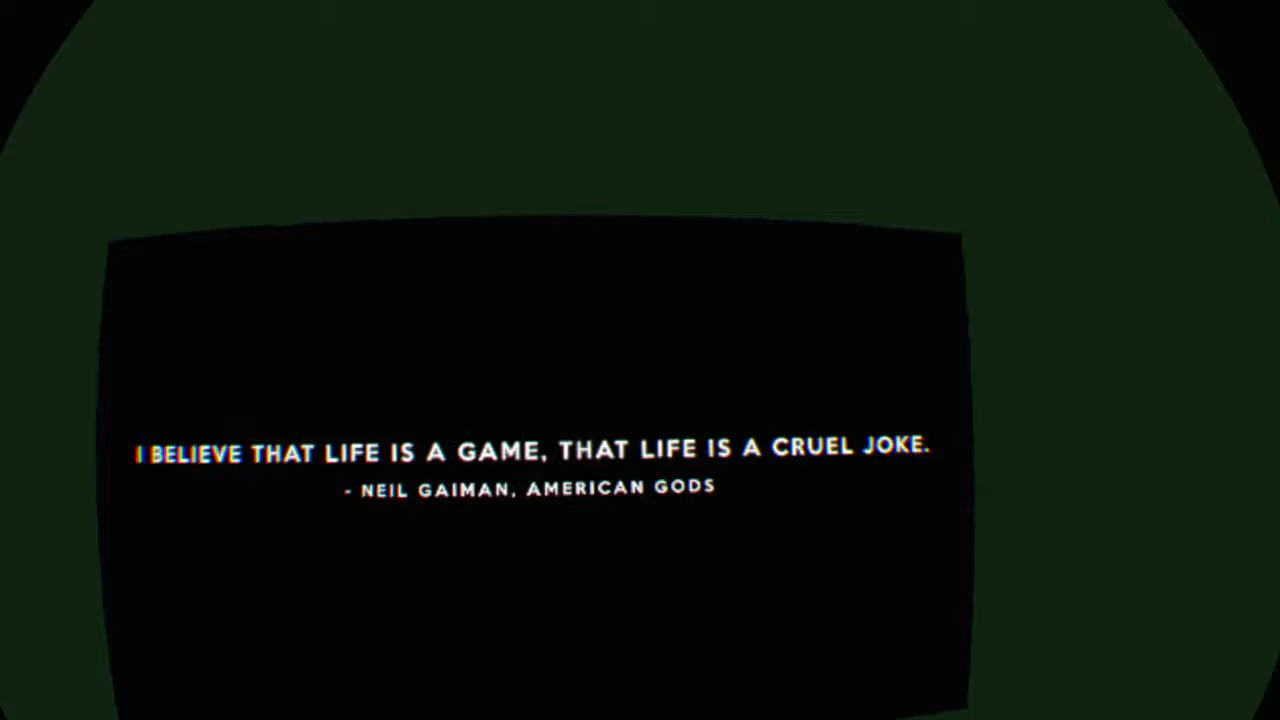 I BELIEVE THAT LIFE IS A GAME, THAT LIFE IS A CRUEL JOKE.
- NEIL GAIMAN, AMERICAN GODS